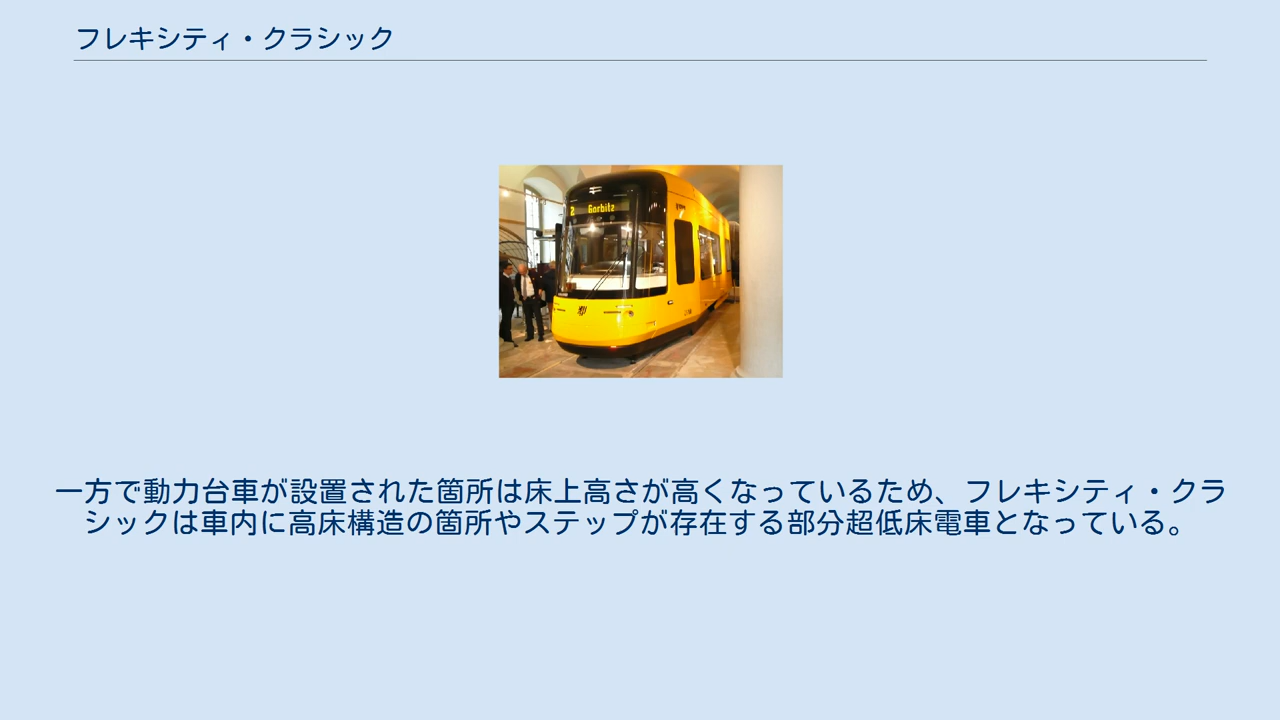 フレキシティ・クラシック
2 Gorbitz
一方で動力台車が設置された箇所は床上高さが高くなっているため、フレキシティ・クラ
シックは車内に高床構造の箇所やステップが存在する部分超低床電車となっている。